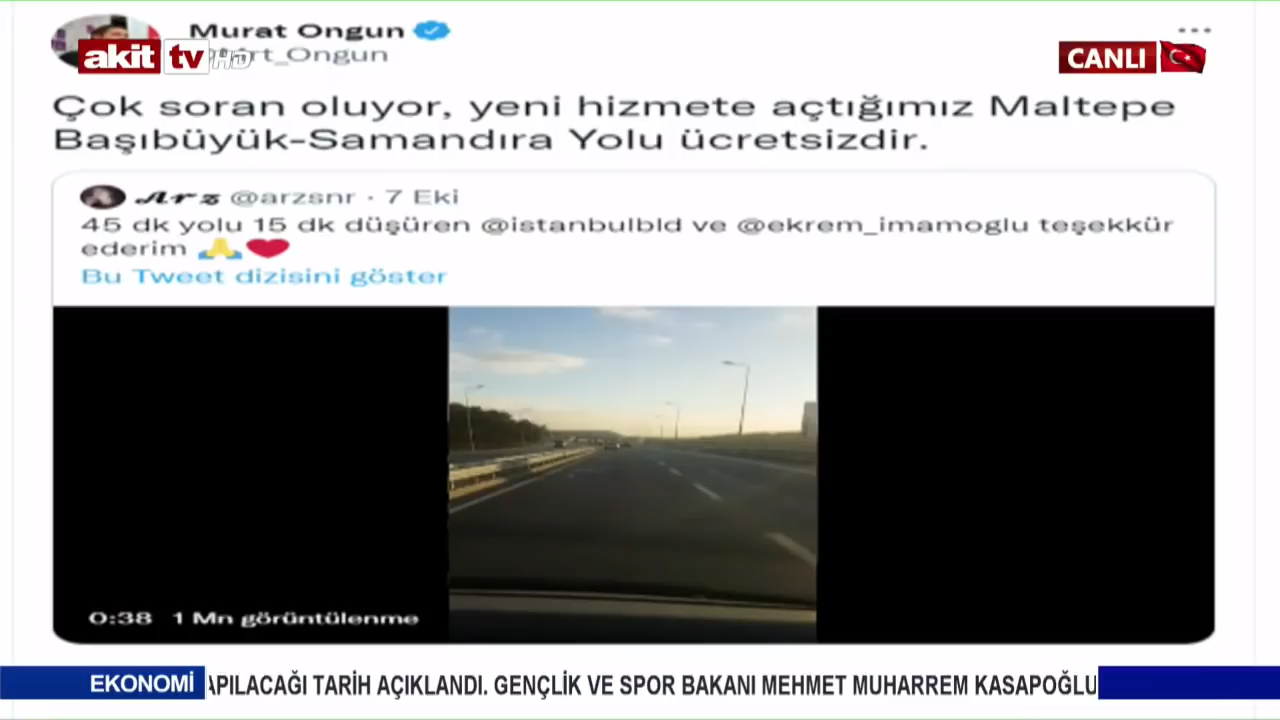 Murat Ongun
akit tv HD
CANLI
Çok soran oluyor, yeni hizmete açtığımız Maltepe
Başıbüyük-Samandıra Yolu ücretsizdir.
Arz @arzsnr · 7 Eki
45 dk yolu 15 dk düşüren @istanbulbld ve @ekrem_imamoglu teşekkür
ederim 🙏❤️
Bu Tweet dizisini göster
0:38 1 Mn görüntülenme
EKONOMİ
APILACAĞI TARİH AÇIKLANDI. GENÇLİK VE SPOR BAKANI MEHMET MUHARREM KASAPOĞLU